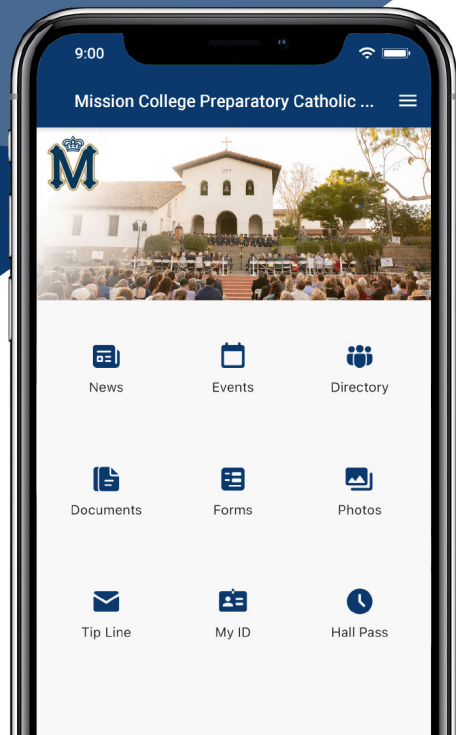 9:00
Mission College Preparatory Catholic ...
M
News Events Directory
Documents Forms Photos
Tip Line My ID Hall Pass